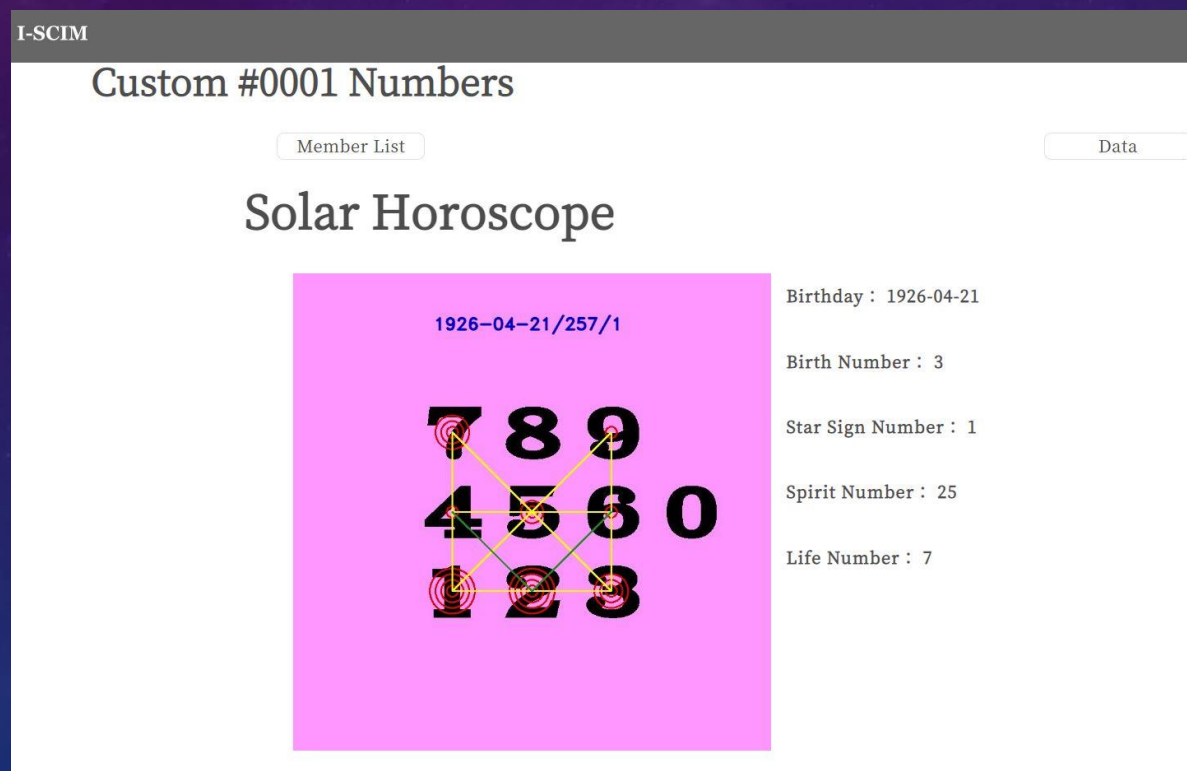 I-SCIM
Custom #0001 Numbers
Member List
Data
Solar Horoscope
1926-04-21/257/1
7 8 9
4 5 6 0
1 2 3
Birthday： 1926-04-21
Birth Number： 3
Star Sign Number： 1
Spirit Number： 25
Life Number： 7